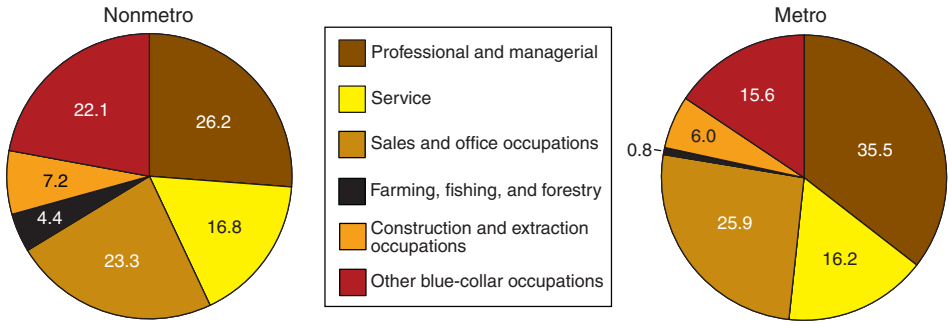 Nonmetro
22.1
26.2
7.2
4.4
16.8
23.3
Professional and managerial
Service
Sales and office occupations
Farming, fishing, and forestry
Construction and extraction
occupations
Other blue-collar occupations
Metro
15.6
6.0
0.8
35.5
25.9
16.2